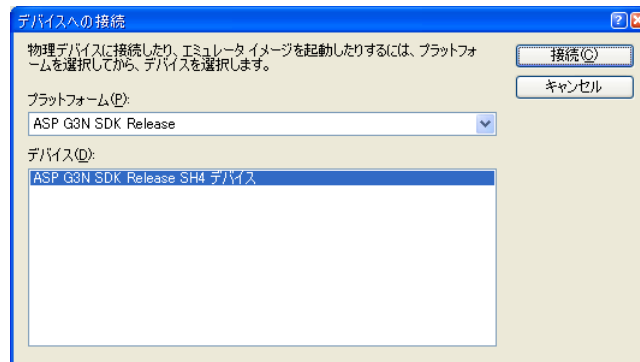 デバイスへの接続
物理デバイスに接続したり、エミュレータ イメージを起動したりするには、プラットフォ
ームを選択してから、デバイスを選択します。
接続(C)
キャンセル
プラットフォーム(P):
ASP G3N SDK Release
デバイス(D):
ASP G3N SDK Release SH4 デバイス